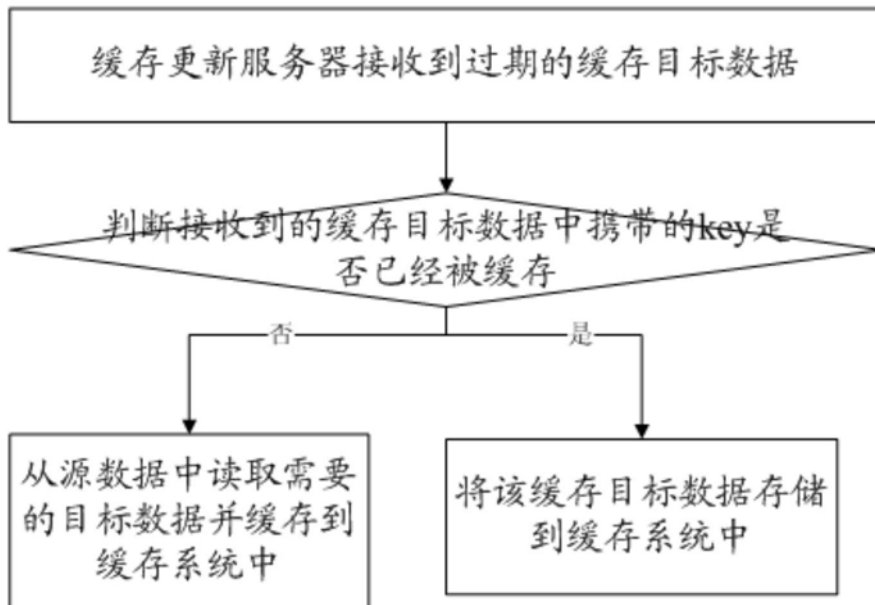 缓存更新服务器接收到过期的缓存目标数据
判断接收到的缓存目标数据中携带的key是
否已经被缓存
否
是
从源数据中读取需要
的目标数据并缓存到
缓存系统中
将该缓存目标数据存储
到缓存系统中